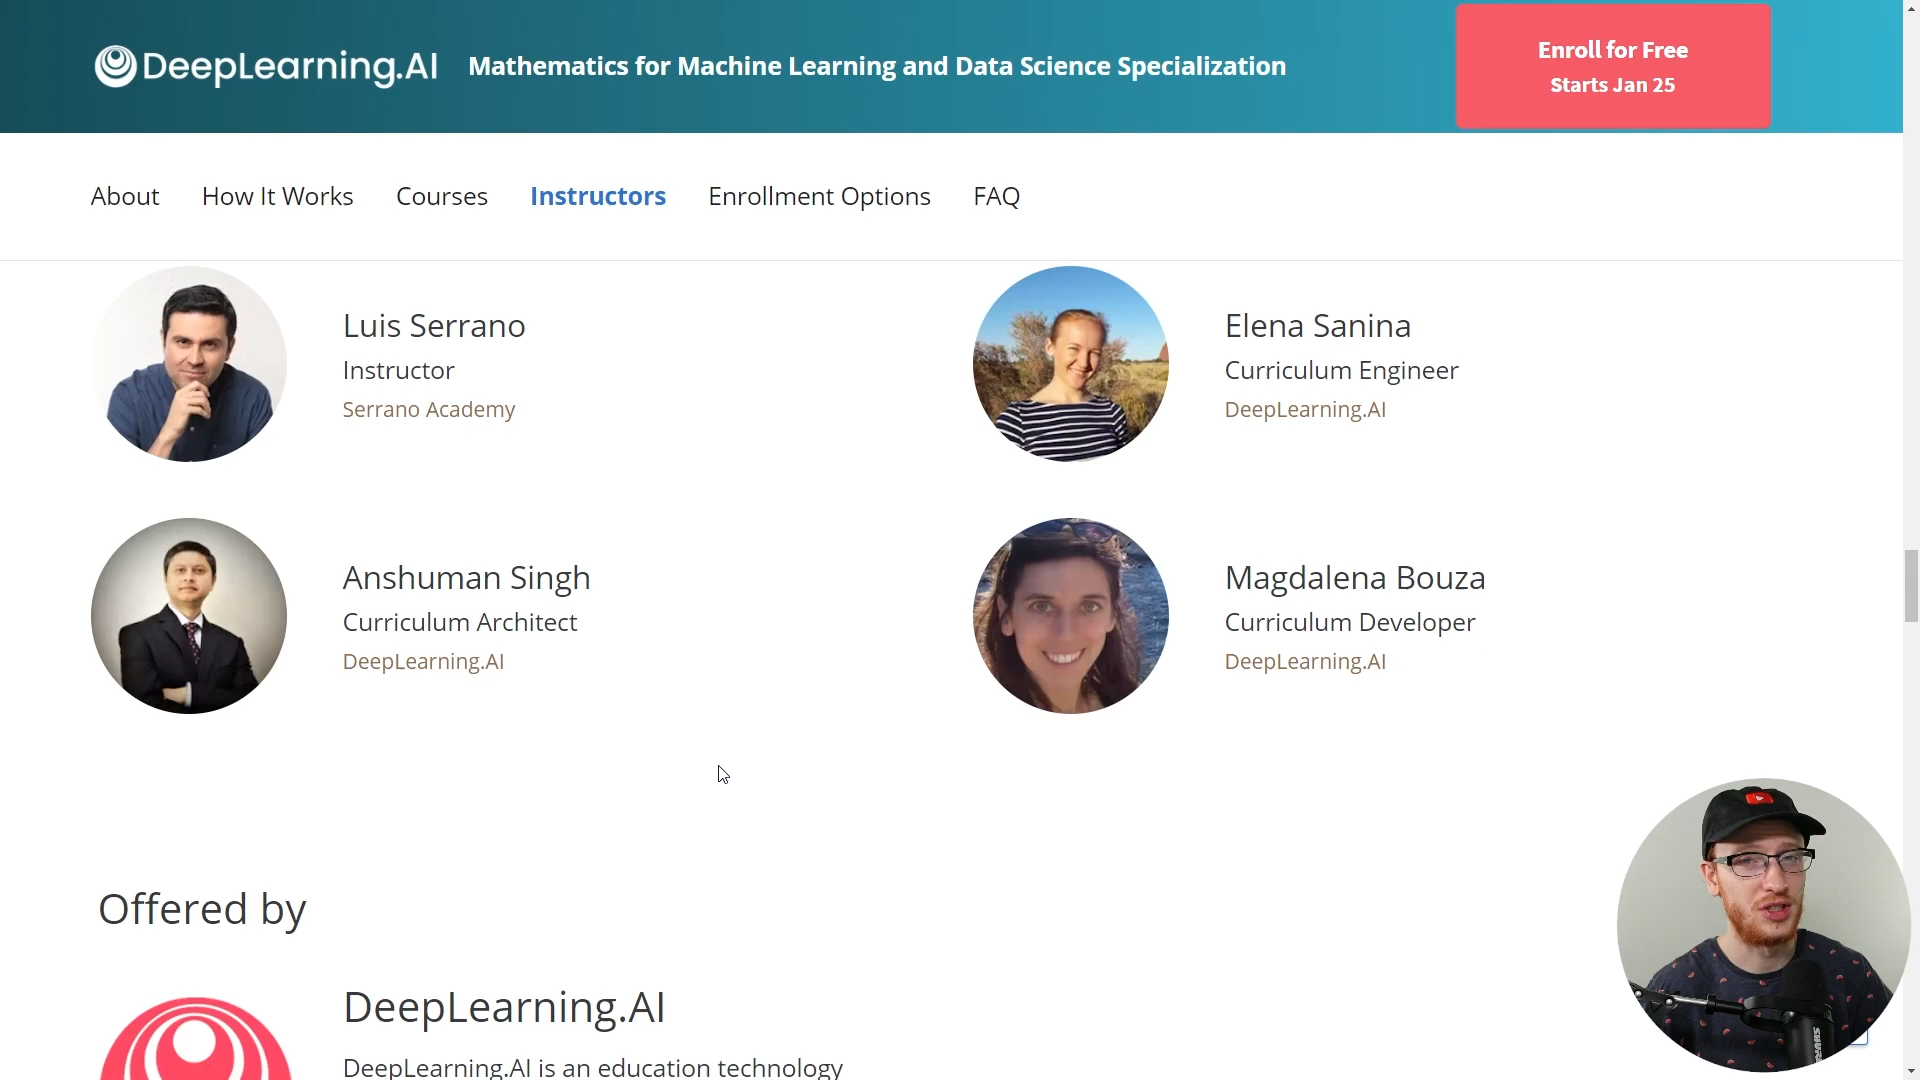 DeepLearning.AI
Mathematics for Machine Learning and Data Science Specialization
Enroll for Free
Starts Jan 25
About
How It Works
Courses
Instructors
Enrollment Options
FAQ
Luis Serrano
Instructor
Serrano Academy
Elena Sanina
Curriculum Engineer
DeepLearning.AI
Anshuman Singh
Curriculum Architect
DeepLearning.AI
Magdalena Bouza
Curriculum Developer
DeepLearning.AI
Offered by
DeepLearning.AI
DeepLearning.AI is an education technology
SHURE